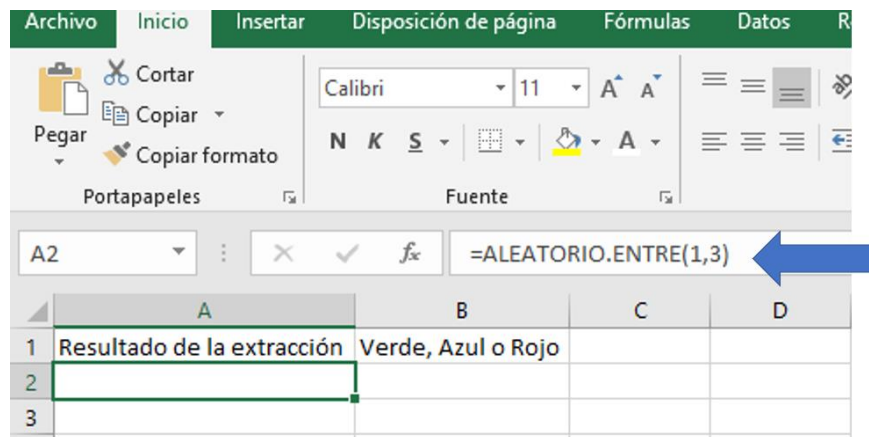 Archivo Inicio Insertar Disposición de página Fórmulas Datos
Cortar
Copiar
Pegar
Copiar formato
Calibri 11 A A
N K S A
Portapapeles Fuente
A2 fx =ALEATORIO.ENTRE(1,3)
A B C D
1 Resultado de la extracción Verde, Azul o Rojo
2
3